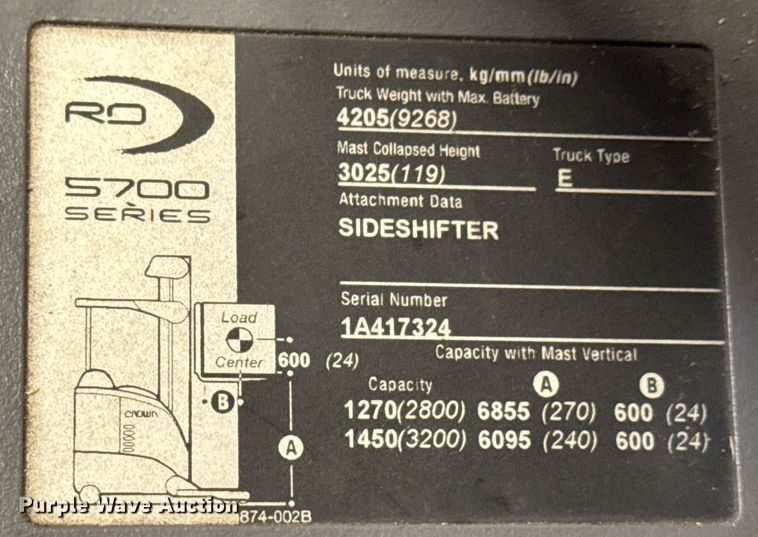 RD
5700
SERIES
Units of measure, kg/mm(lb/in)
Truck Weight with Max. Battery
4205(9268)
Mast Collapsed Height
3025(119)
Truck Type
E
Attachment Data
SIDESHIFTER
Serial Number
1A417324
Capacity with Mast Vertical
Capacity A B
1270(2800) 6855 (270) 600 (24)
1450(3200) 6095 (240) 600 (24)
Load
Center
600 (24)
B
A
CROWN
874-002B
Purple Wave Auction